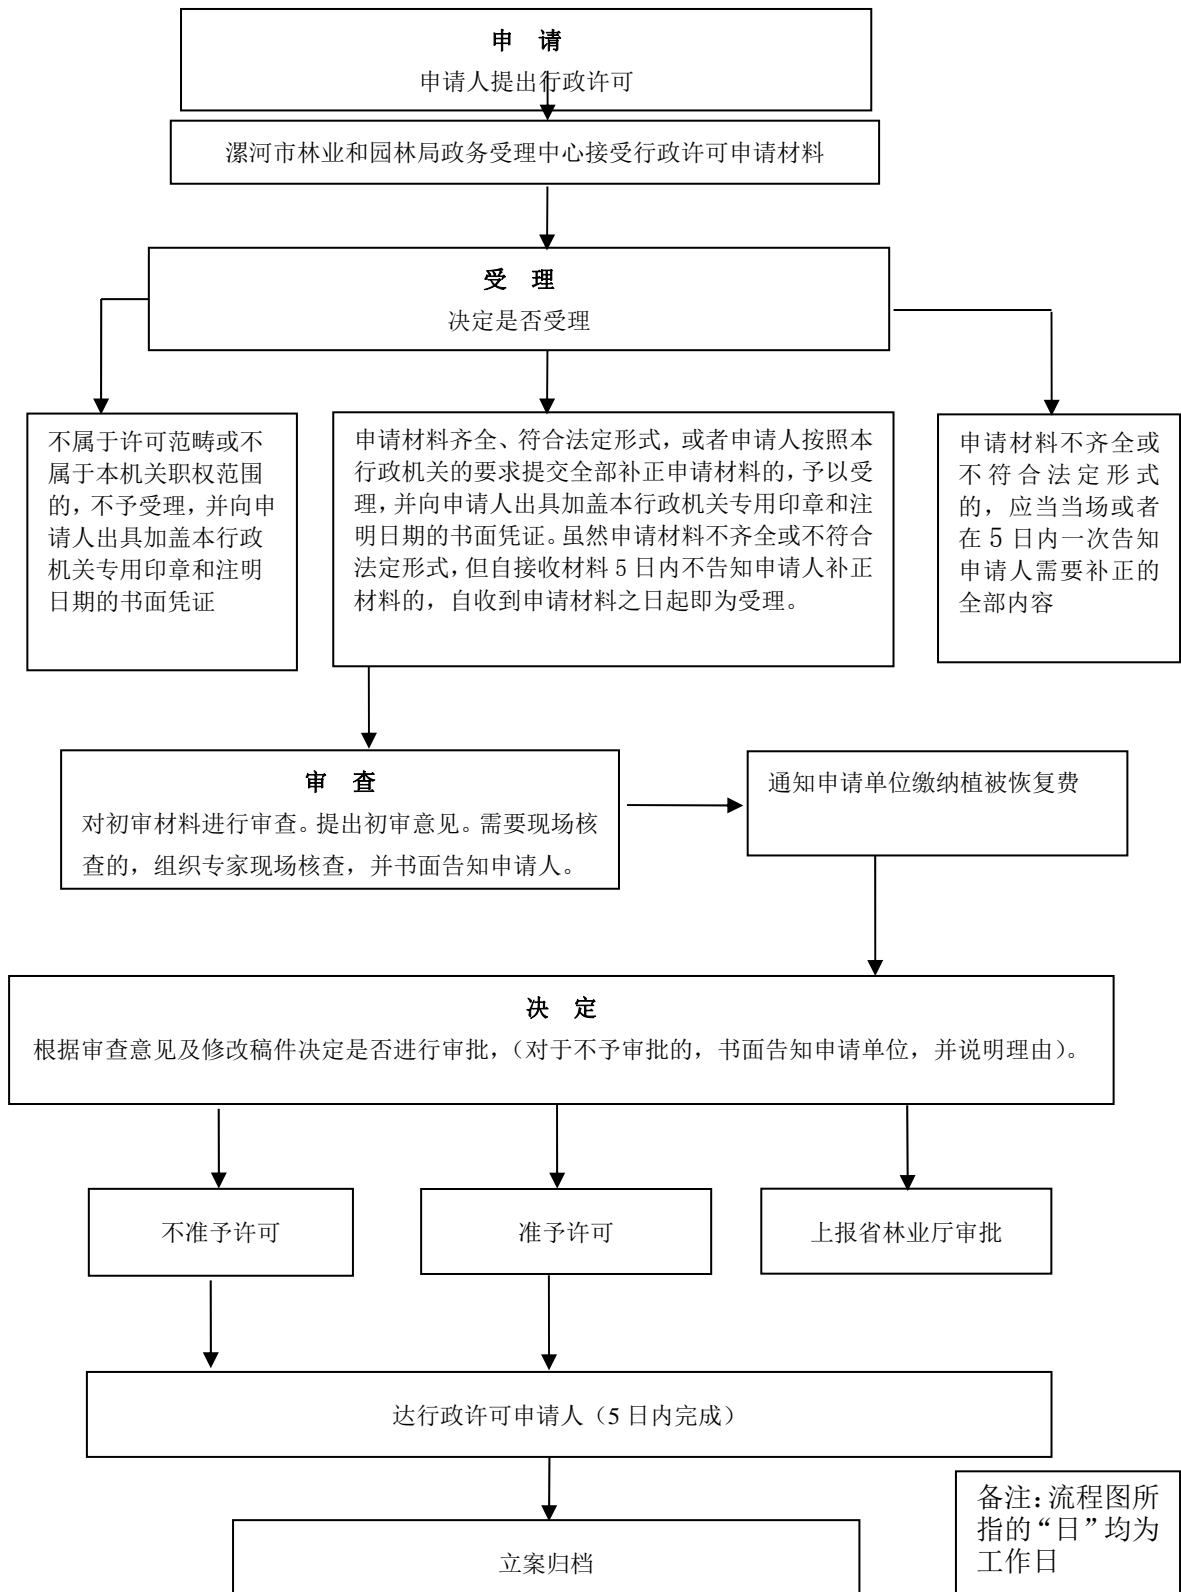 申 请
申请人提出行政许可
漯河市林业和园林局政务受理中心接受行政许可申请材料
受 理
决定是否受理
不属于许可范畴或不
属于本机关职权范围
的，不予受理，并向申
请人出具加盖本行政
机关专用印章和注明
日期的书面凭证
申请材料齐全、符合法定形式，或者申请人按照本
行政机关的要求提交全部补正申请材料的，予以受
理，并向申请人出具加盖本行政机关专用印章和注
明日期的书面凭证。虽然申请材料不齐全或不符合
法定形式，但自接收材料 5 日内不告知申请人补正
材料的，自收到申请材料之日起即为受理。
申请材料不齐全或
不符合法定形式
的，应当当场或者
在 5 日内一次告知
申请人需要补正的
全部内容
审 查
对初审材料进行审查。提出初审意见。需要现场核
查的，组织专家现场核查，并书面告知申请人。
通知申请单位缴纳植被恢复费
决 定
根据审查意见及修改稿件决定是否进行审批，（对于不予审批的，书面告知申请单位，并说明理由）。
不准予许可
准予许可
上报省林业厅审批
达行政许可申请人（5 日内完成）
立案归档
备注：流程图所
指的“日”均为
工作日